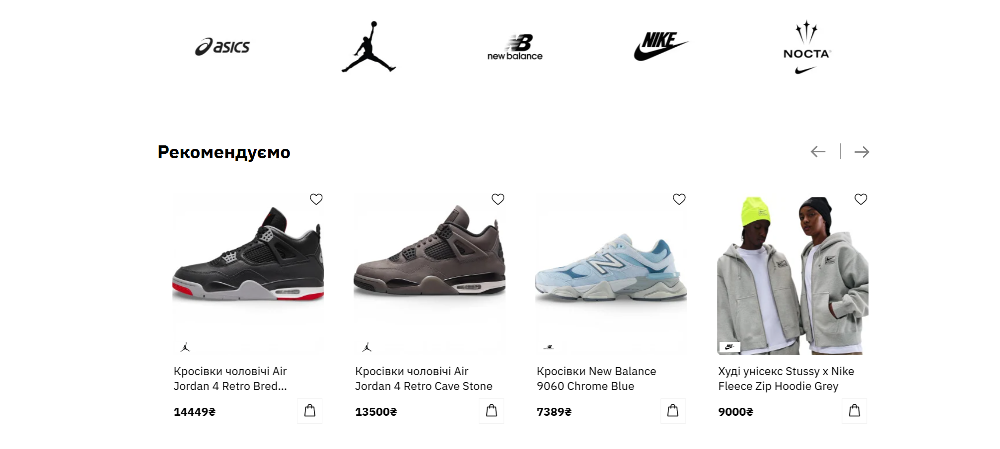 asics
new balance
NIKE
NOCTA
Рекомендуємо
Кросівки чоловічі Air
Jordan 4 Retro Bred...
14449₴
Кросівки чоловічі Air
Jordan 4 Retro Cave Stone
13500₴
Кросівки New Balance
9060 Chrome Blue
7389₴
NIKE
Худі унісекс Stussy x Nike
Fleece Zip Hoodie Grey
9000₴